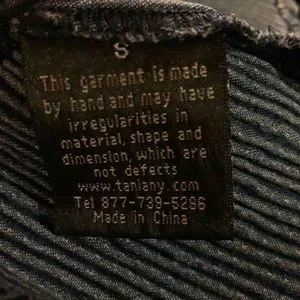 S
This garment is made
by hand and may have
irregularities in
material, shape and
dimension, which are
not defects
www.taniany.com
Tel 877-739-5286
Made in China